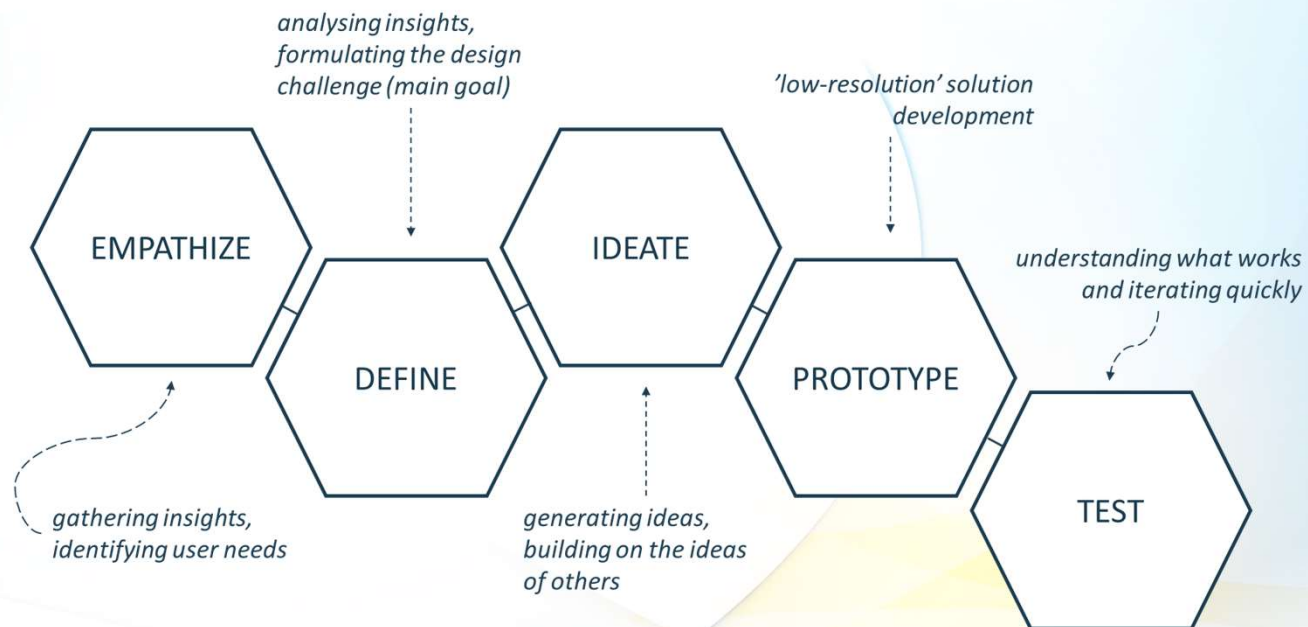 analysing insights,
formulating the design
challenge (main goal)
’low-resolution’ solution
development
EMPATHIZE
IDEATE
understanding what works
and iterating quickly
DEFINE
PROTOTYPE
gathering insights,
identifying user needs
generating ideas,
building on the ideas
of others
TEST